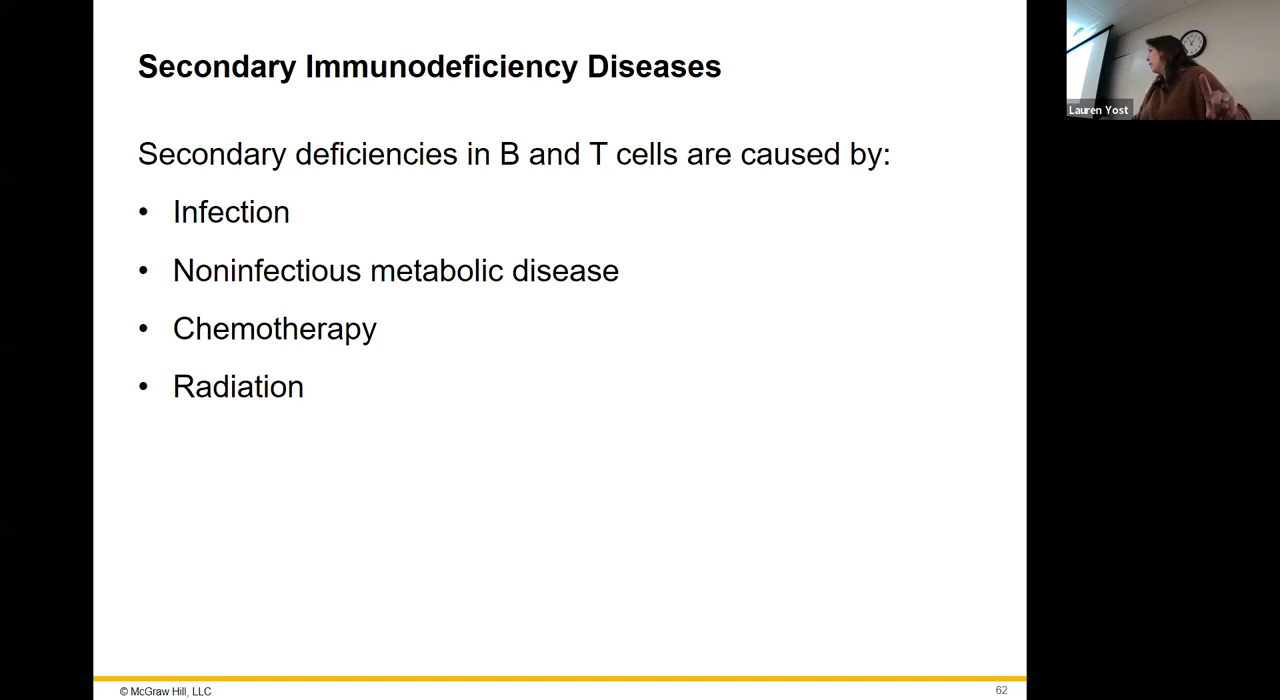 Secondary Immunodeficiency Diseases
Secondary deficiencies in B and T cells are caused by:
• Infection
• Noninfectious metabolic disease
• Chemotherapy
• Radiation
© McGraw Hill, LLC
62
Lauren Yost